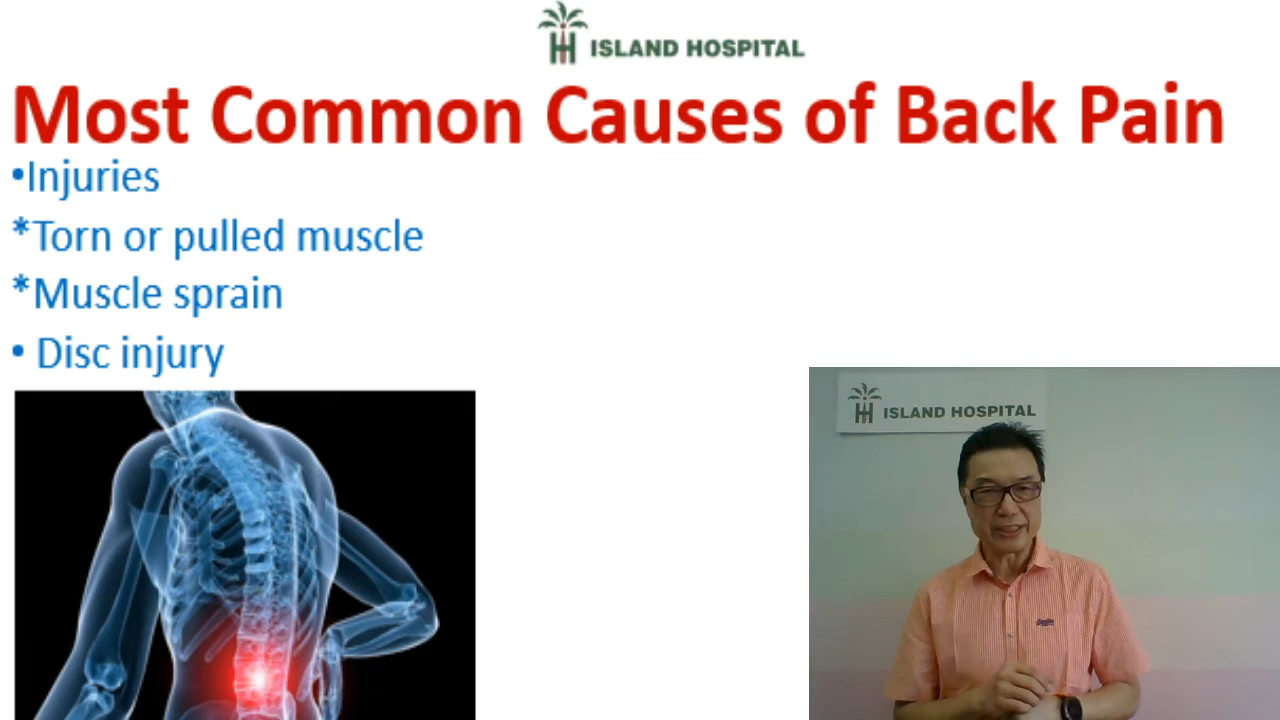 ISLAND HOSPITAL
Most Common Causes of Back Pain
•Injuries
*Torn or pulled muscle
*Muscle sprain
• Disc injury
ISLAND HOSPITAL